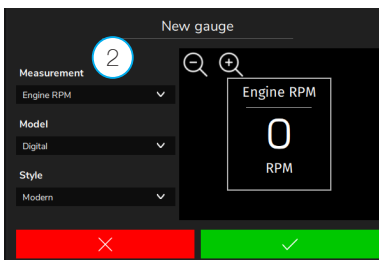 New gauge
2
Measurement
Engine RPM
Model
Digital
Style
Modern
Engine RPM
0
RPM